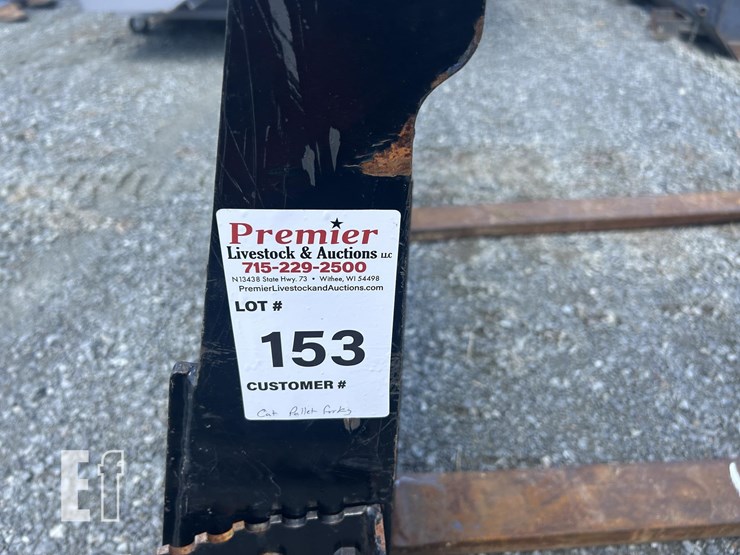 Premier
Livestock & Auctions LLC
715-229-2500
N13438 State Hwy. 73 • Withee, WI 54498
PremierLivestockandAuctions.com
LOT #
153
CUSTOMER #
Cat Pallet Forks
Ef